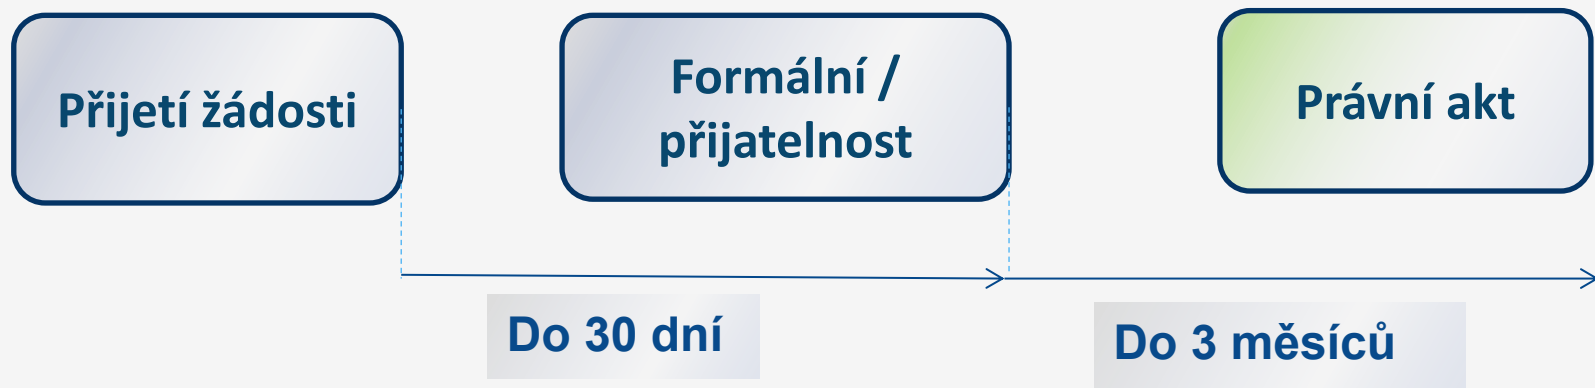 Přijetí žádosti
Formální /
přijatelnost
Právní akt
Do 30 dní
Do 3 měsíců